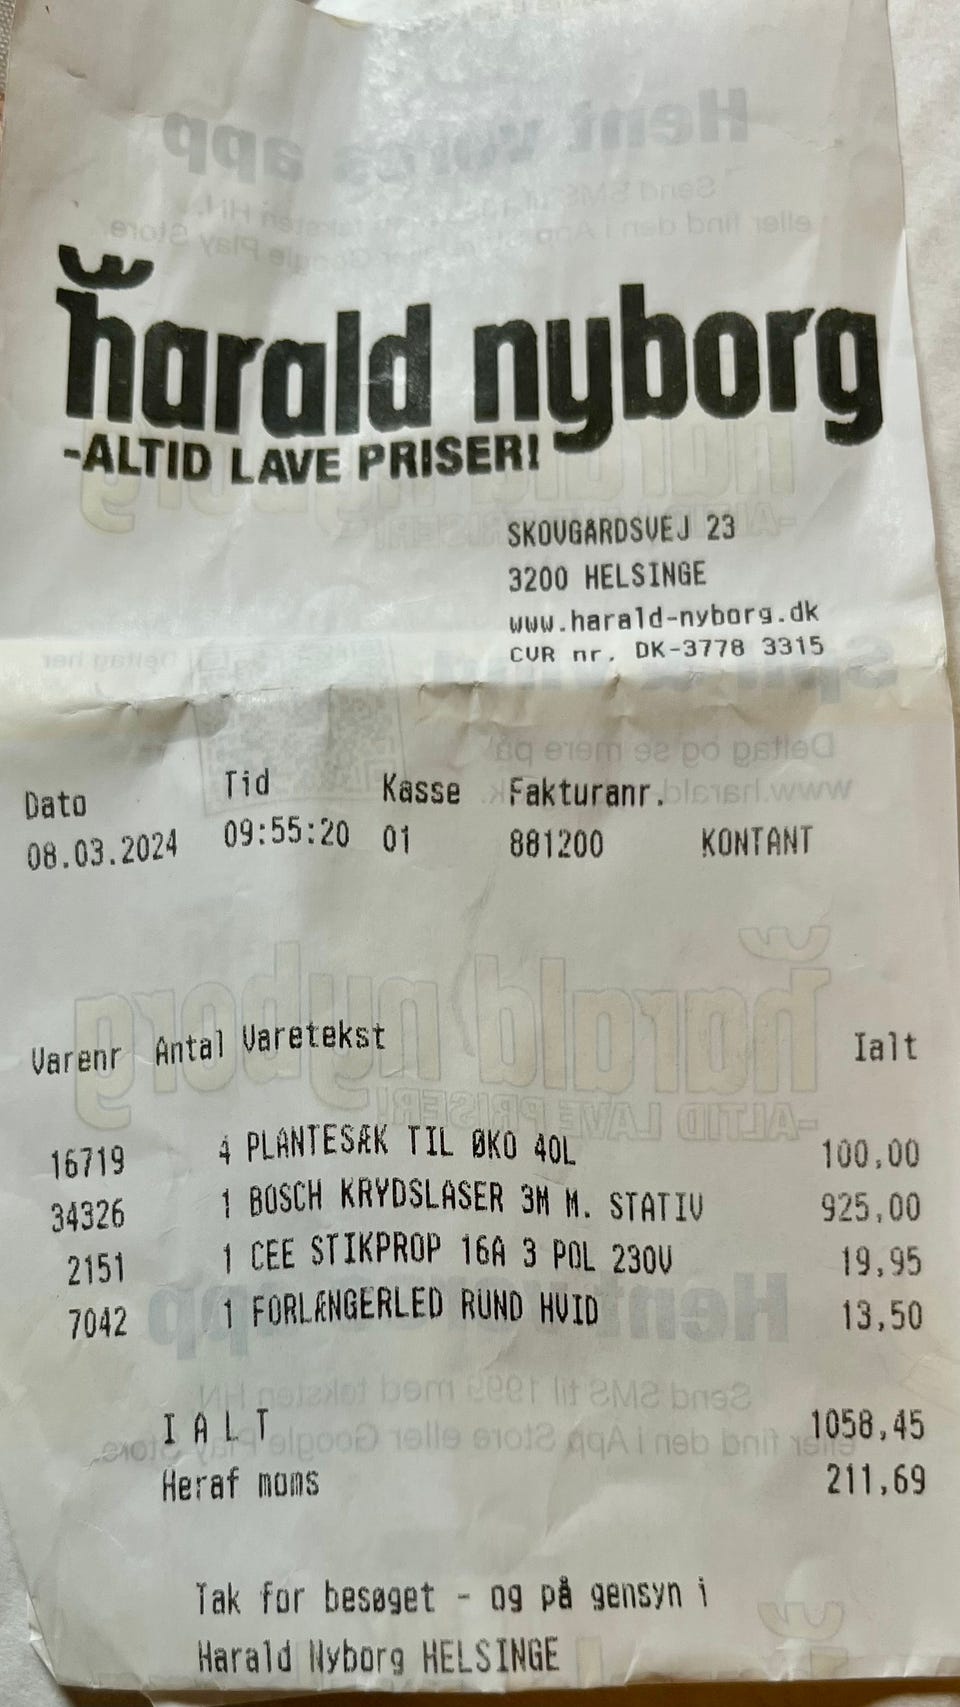 harald nyborg
-ALTID LAVE PRISER!
SKOVGARDSVEJ 23
3200 HELSINGE
www.harald-nyborg.dk
CVR nr. DK-3778 3315
Dato Tid Kasse Fakturanr.
08.03.2024 09:55:20 01 881200 KONTANT
Varenr Antal Varetekst Ialt
16719 4 PLANTESÆK TIL ØKO 40L 100,00
34326 1 BOSCH KRYDSLASER 3M M. STATIV 925,00
2151 1 CEE STIKPROP 16A 3 POL 230V 19,95
7042 1 FORLÆNGERLED RUND HVID 13,50
I A L T 1058,45
Heraf moms 211,69
Tak for besøget - og på gensyn i
Harald Nyborg HELSINGE